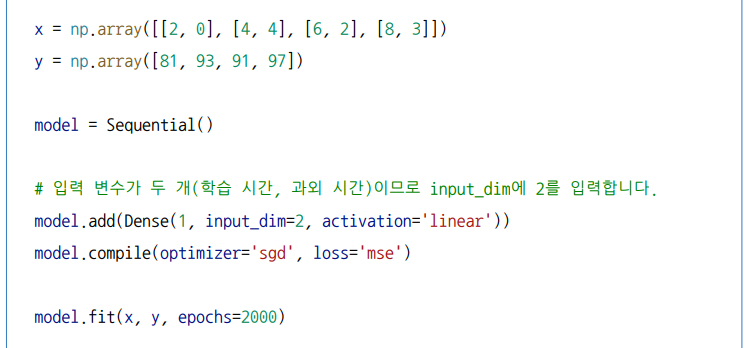 x = np.array([[2, 0], [4, 4], [6, 2], [8, 3]])
y = np.array([81, 93, 91, 97])
model = Sequential()
# 입력 변수가 두 개(학습 시간, 과외 시간)이므로 input_dim에 2를 입력합니다.
model.add(Dense(1, input_dim=2, activation='linear'))
model.compile(optimizer='sgd', loss='mse')
model.fit(x, y, epochs=2000)